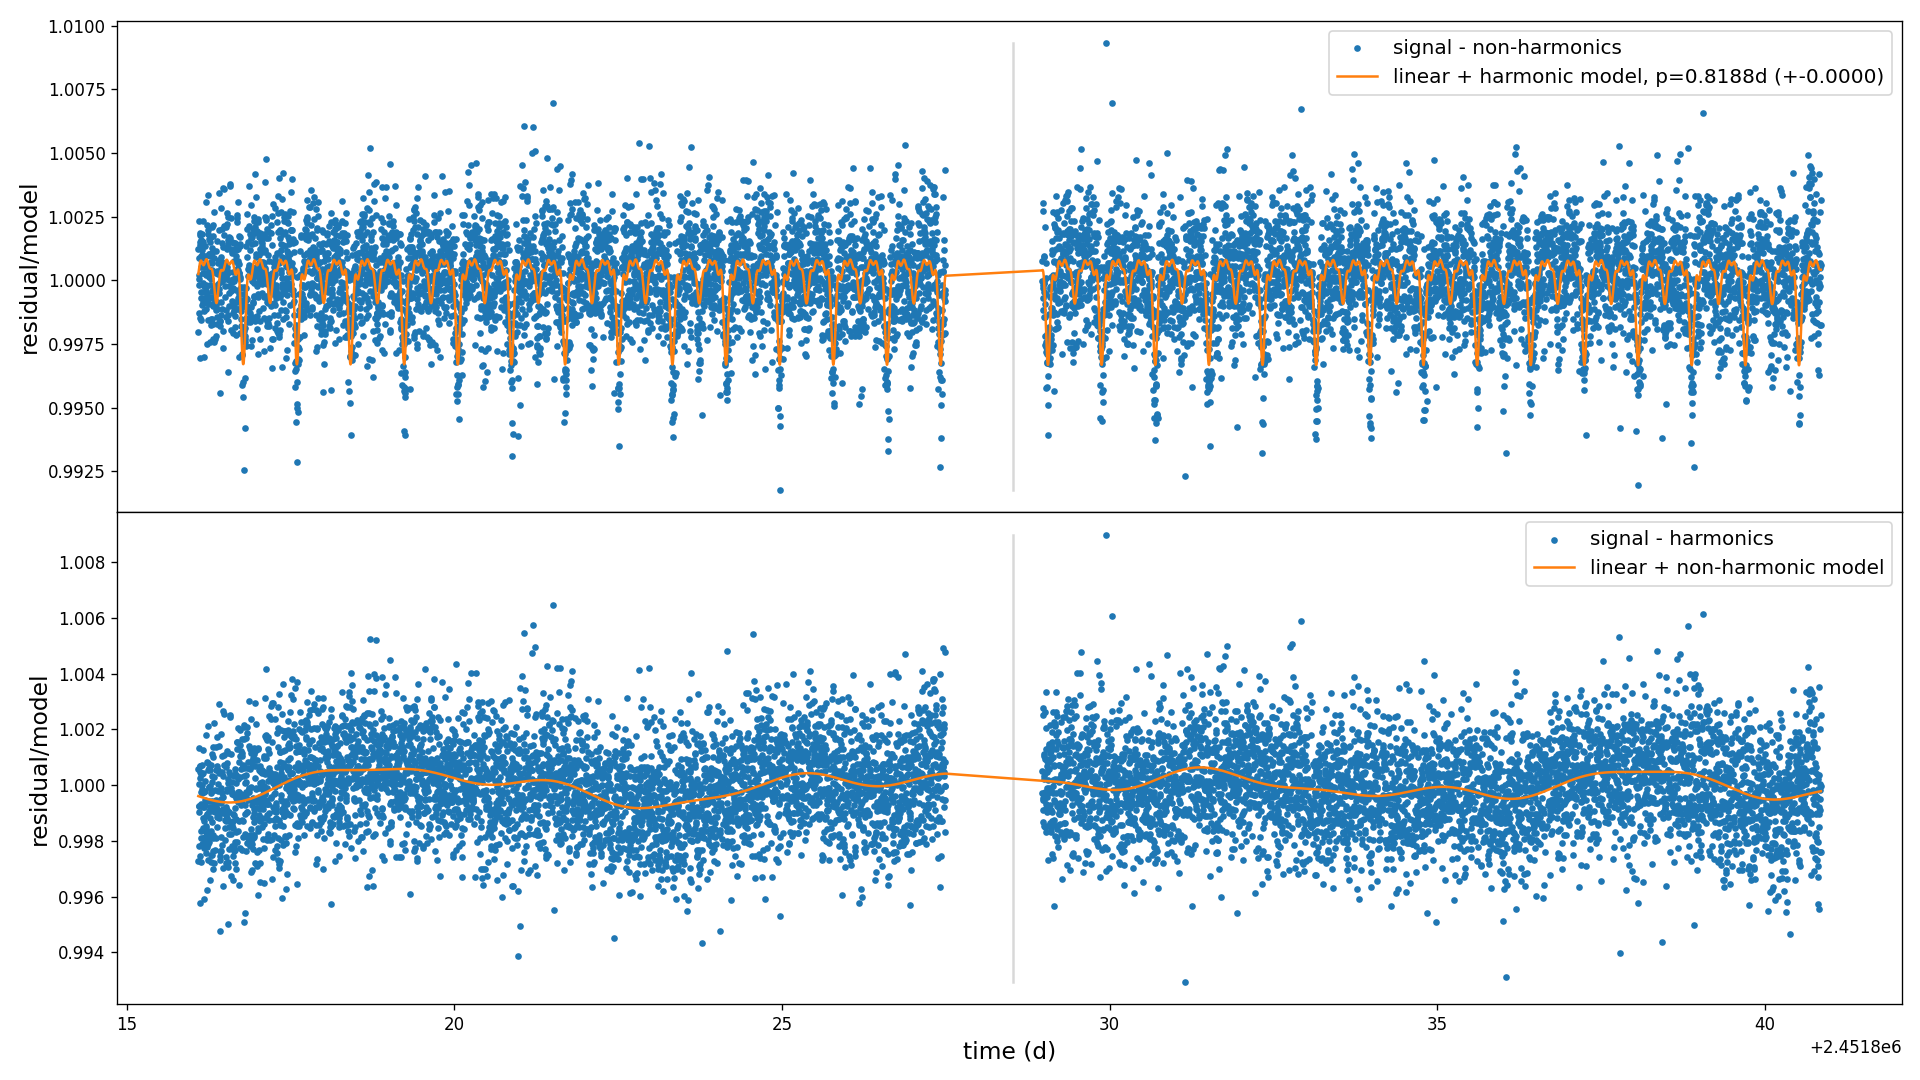 1.0100
1.0075
1.0050
1.0025
1.0000
0.9975
0.9950
0.9925
residual/model
signal - non-harmonics
linear + harmonic model, p=0.8188d (+-0.0000)
1.008
1.006
1.004
1.002
1.000
0.998
0.996
0.994
residual/model
signal - harmonics
linear + non-harmonic model
15 20 25 30 35 40
time (d)
+2.4518e6